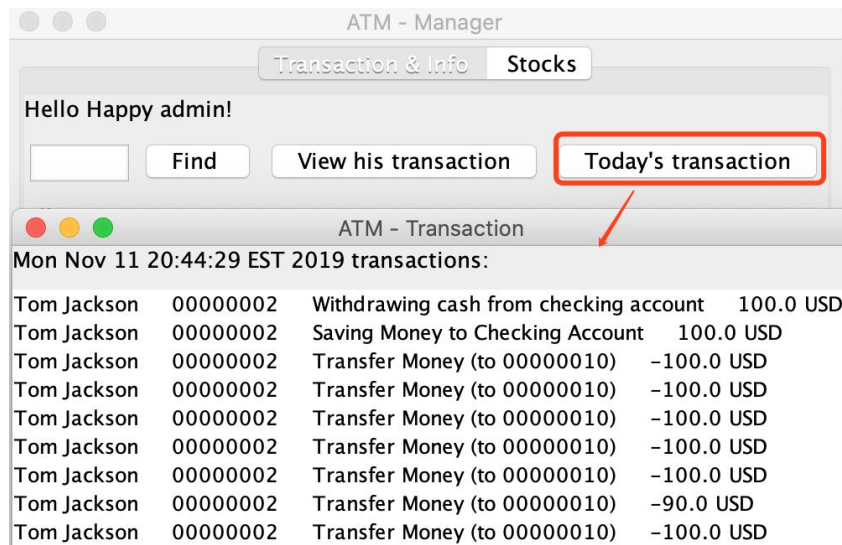 ATM - Manager
Transaction & Info Stocks
Hello Happy admin!
Find View his transaction Today's transaction
ATM - Transaction
Mon Nov 11 20:44:29 EST 2019 transactions:
Tom Jackson 00000002 Withdrawing cash from checking account 100.0 USD
Tom Jackson 00000002 Saving Money to Checking Account 100.0 USD
Tom Jackson 00000002 Transfer Money (to 00000010) -100.0 USD
Tom Jackson 00000002 Transfer Money (to 00000010) -100.0 USD
Tom Jackson 00000002 Transfer Money (to 00000010) -100.0 USD
Tom Jackson 00000002 Transfer Money (to 00000010) -100.0 USD
Tom Jackson 00000002 Transfer Money (to 00000010) -100.0 USD
Tom Jackson 00000002 Transfer Money (to 00000010) -90.0 USD
Tom Jackson 00000002 Transfer Money (to 00000010) -100.0 USD